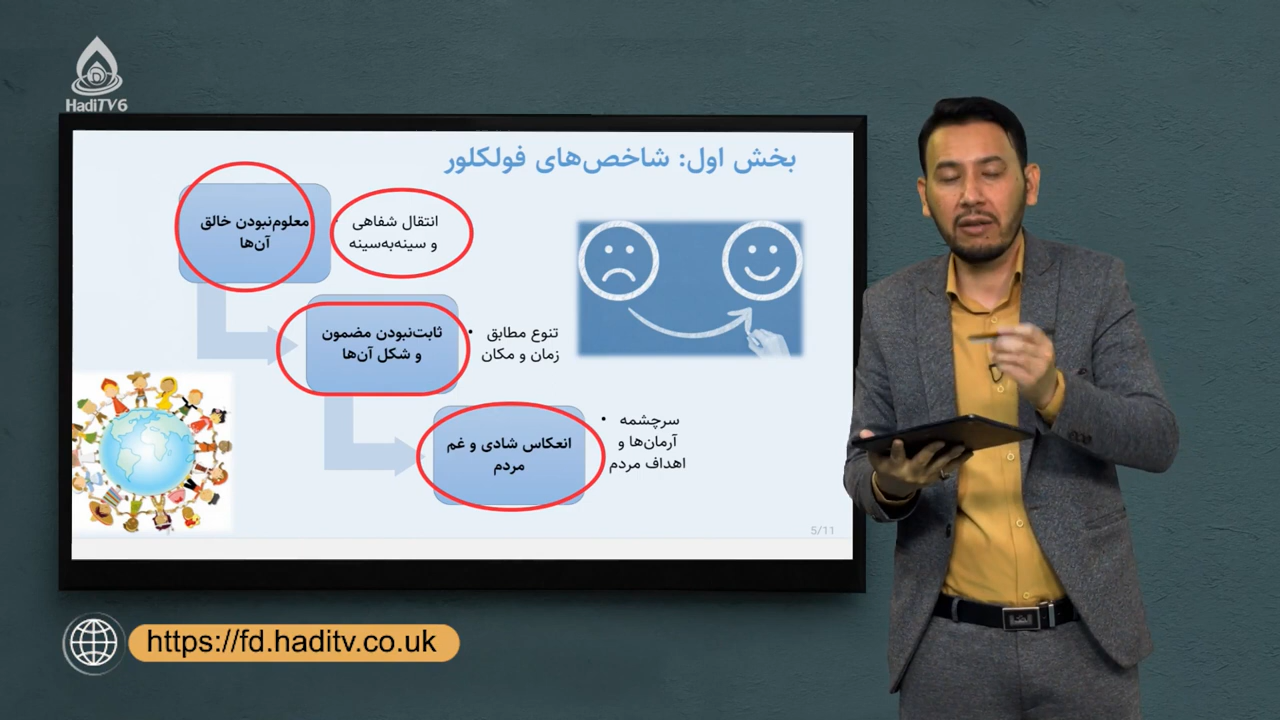 HadiTV6
بخش اول: شاخص‌های فولکلور
معلوم‌نبودن خالق
آن‌ها
• انتقال شفاهی
و سینه‌به‌سینه
ثابت‌نبودن مضمون
و شکل آن‌ها
• تنوع مطابق
زمان و مکان
انعکاس شادی و غم
مردم
• سرچشمه
آرمان‌ها و
اهداف مردم
5/11
https://fd.haditv.co.uk